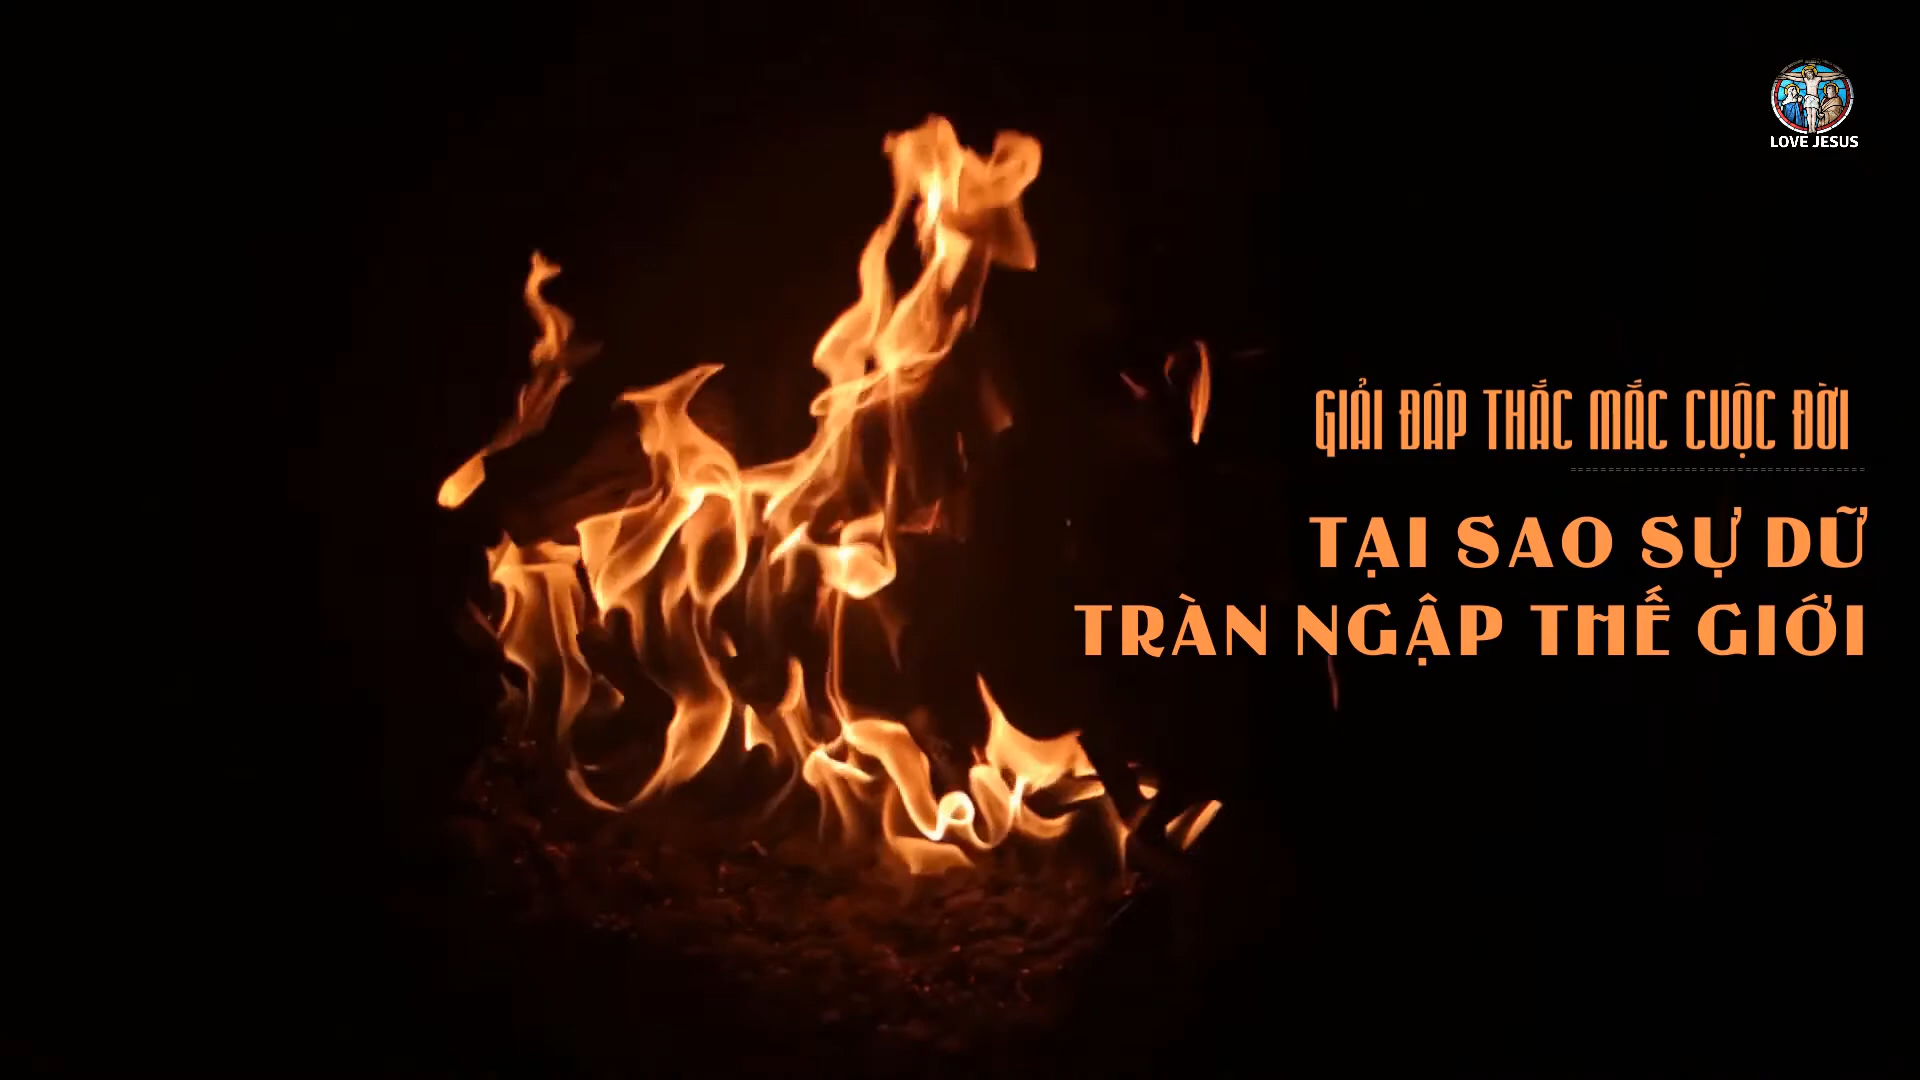 LOVE JESUS
GIẢI ĐÁP THẮC MẮC CUỘC ĐỜI
TẠI SAO SỰ DỮ
TRÀN NGẬP THẾ GIỚI